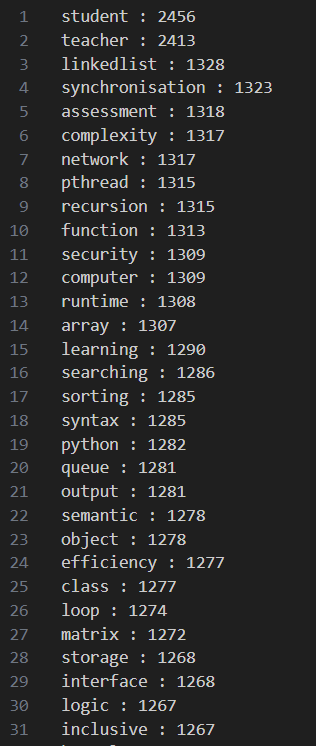 1 student : 2456
2 teacher : 2413
3 linkedlist : 1328
4 synchronisation : 1323
5 assessment : 1318
6 complexity : 1317
7 network : 1317
8 pthread : 1315
9 recursion : 1315
10 function : 1313
11 security : 1309
12 computer : 1309
13 runtime : 1308
14 array : 1307
15 learning : 1290
16 searching : 1286
17 sorting : 1285
18 syntax : 1285
19 python : 1282
20 queue : 1281
21 output : 1281
22 semantic : 1278
23 object : 1278
24 efficiency : 1277
25 class : 1277
26 loop : 1274
27 matrix : 1272
28 storage : 1268
29 interface : 1268
30 logic : 1267
31 inclusive : 1267